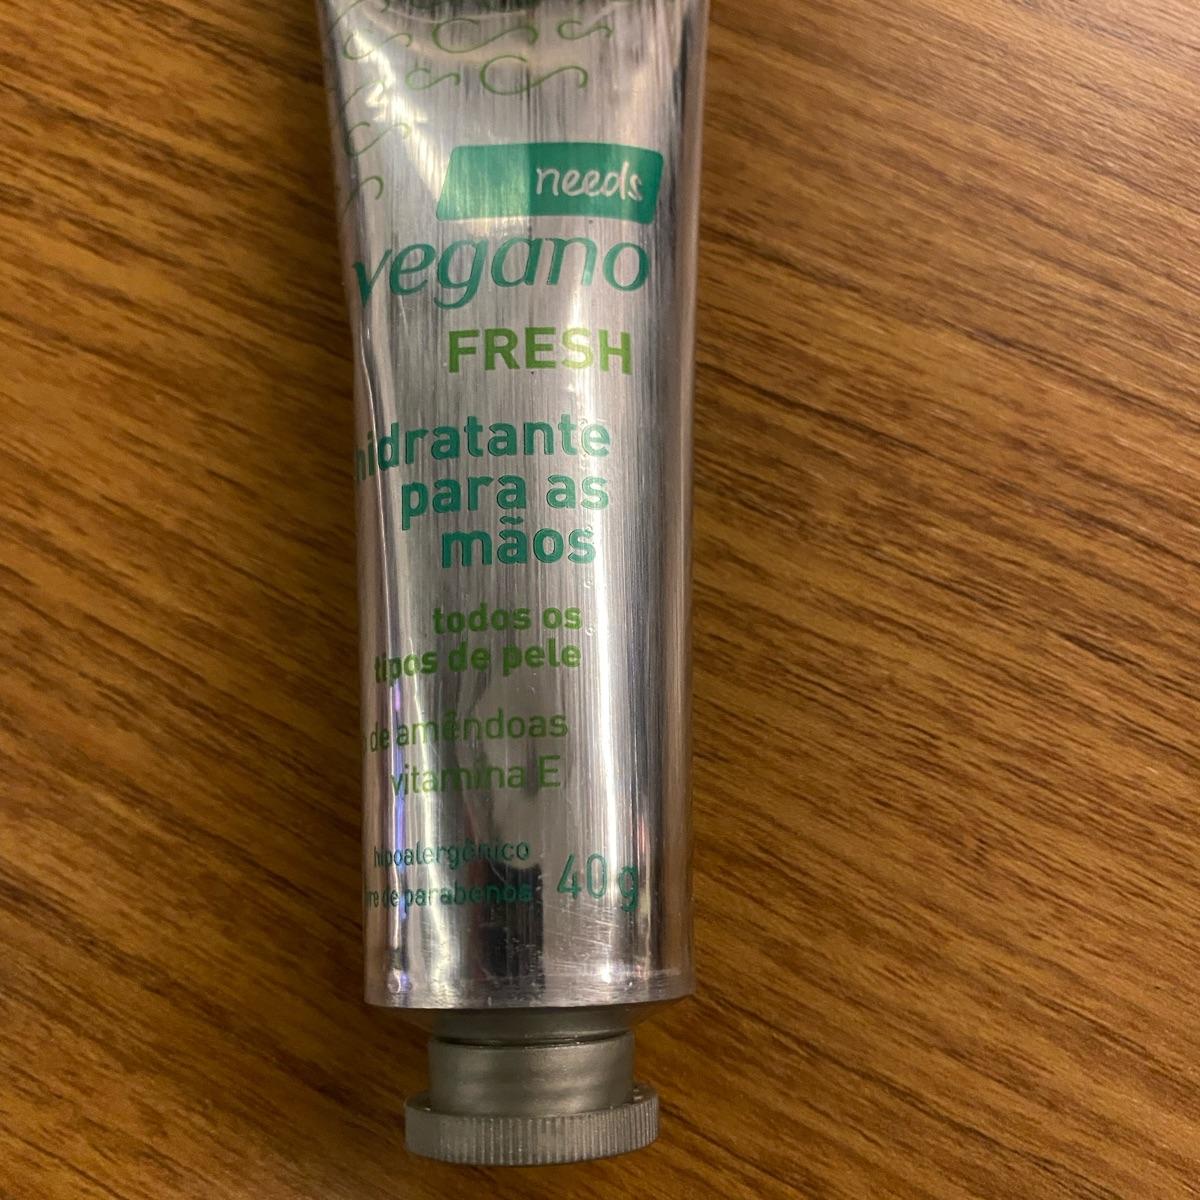 needs
vegano
FRESH
hidratante
para as
mãos
todos os
tipos de pele
de amêndoas
vitamina E
hipoalergênico
de parabenos
40 g